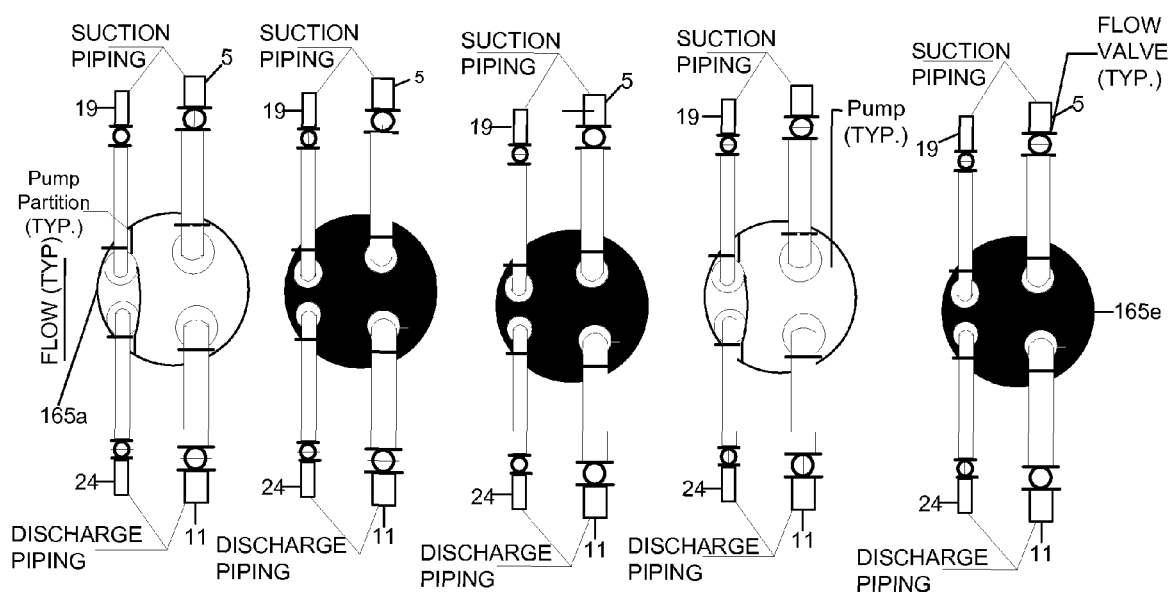 SUCTION
PIPING
5
19
Pump
Partition
(TYP.)
FLOW (TYP)
165a
24
11
DISCHARGE
PIPING
SUCTION
PIPING
5
19
24
11
DISCHARGE
PIPING
SUCTION
PIPING
5
19
24
11
DISCHARGE
PIPING
SUCTION
PIPING
19
Pump
(TYP.)
24
11
DISCHARGE
PIPING
FLOW
VALVE
(TYP.)
SUCTION
PIPING
5
19
165e
24
11
DISCHARGE
PIPING